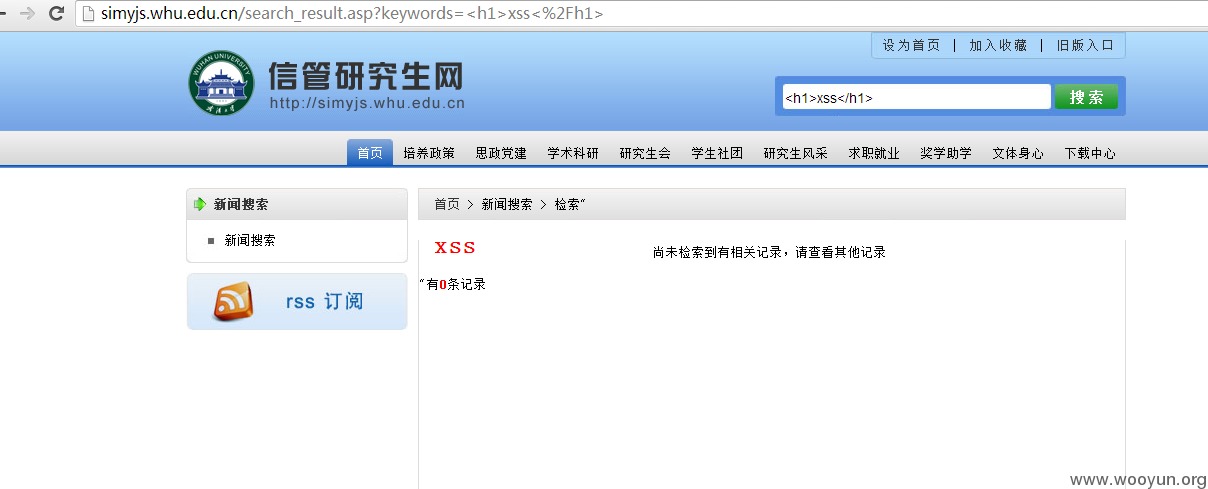 simyjs.whu.edu.cn/search_result.asp?keywords=<h1>xss<%2Fh1>
设为首页 | 加入收藏 | 旧版入口
WUHAN UNIVERSITY
信管研究生网
http://simyjs.whu.edu.cn
<h1>xss</h1> 搜索
首页 培养政策 思政党建 学术科研 研究生会 学生社团 研究生风采 求职就业 奖学助学 文体身心 下载中心
新闻搜索
新闻搜索
rss 订阅
首页 > 新闻搜索 > 检索“
xss
尚未检索到有相关记录，请查看其他记录
“有0条记录
www.wooyun.org